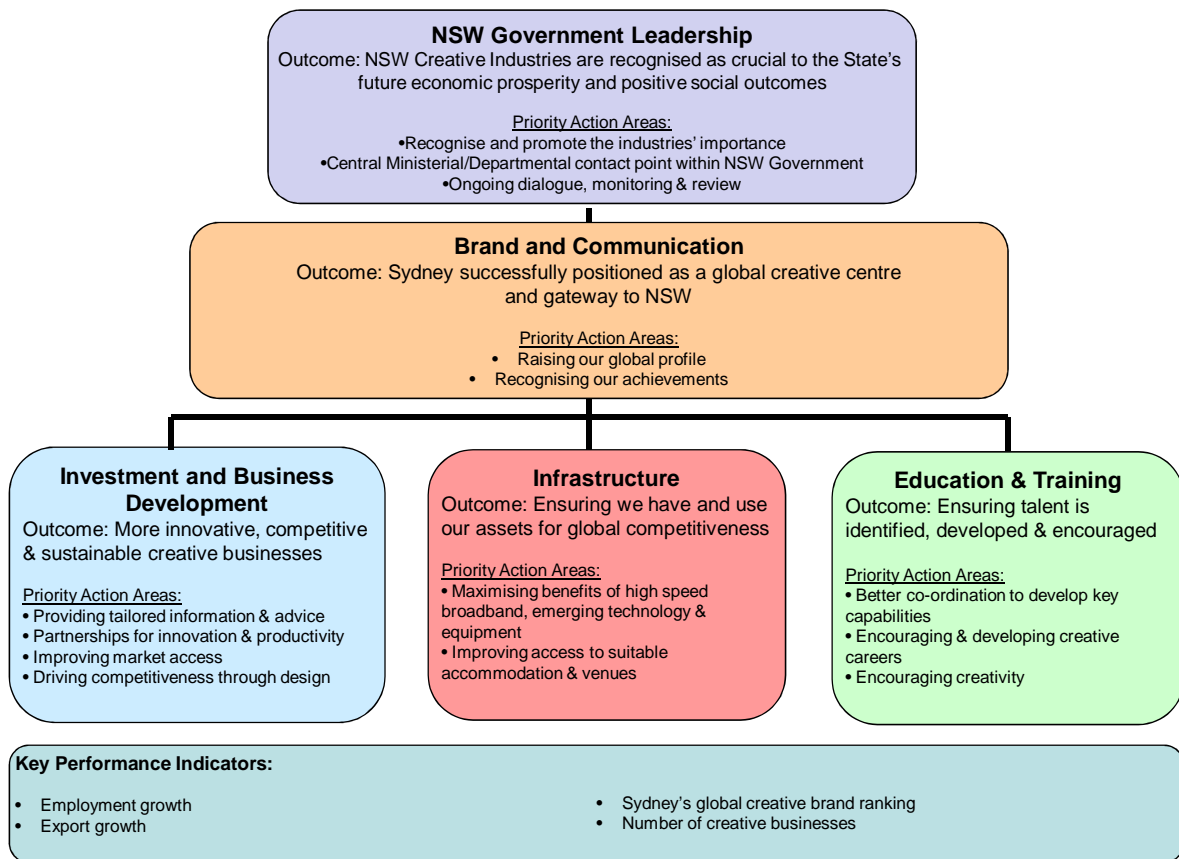 NSW Government Leadership
Outcome: NSW Creative Industries are recognised as crucial to the State's
future economic prosperity and positive social outcomes
Priority Action Areas:
•Recognise and promote the industries' importance
•Central Ministerial/Departmental contact point within NSW Government
•Ongoing dialogue, monitoring & review
Brand and Communication
Outcome: Sydney successfully positioned as a global creative centre
and gateway to NSW
Priority Action Areas:
• Raising our global profile
• Recognising our achievements
Investment and Business
Development
Outcome: More innovative, competitive
& sustainable creative businesses
Priority Action Areas:
• Providing tailored information & advice
• Partnerships for innovation & productivity
• Improving market access
• Driving competitiveness through design
Infrastructure
Outcome: Ensuring we have and use
our assets for global competitiveness
Priority Action Areas:
• Maximising benefits of high speed
broadband, emerging technology &
equipment
• Improving access to suitable
accommodation & venues
Education & Training
Outcome: Ensuring talent is
identified, developed & encouraged
Priority Action Areas:
• Better co-ordination to develop key
capabilities
• Encouraging & developing creative
careers
• Encouraging creativity
Key Performance Indicators:
• Employment growth
• Export growth
• Sydney's global creative brand ranking
• Number of creative businesses